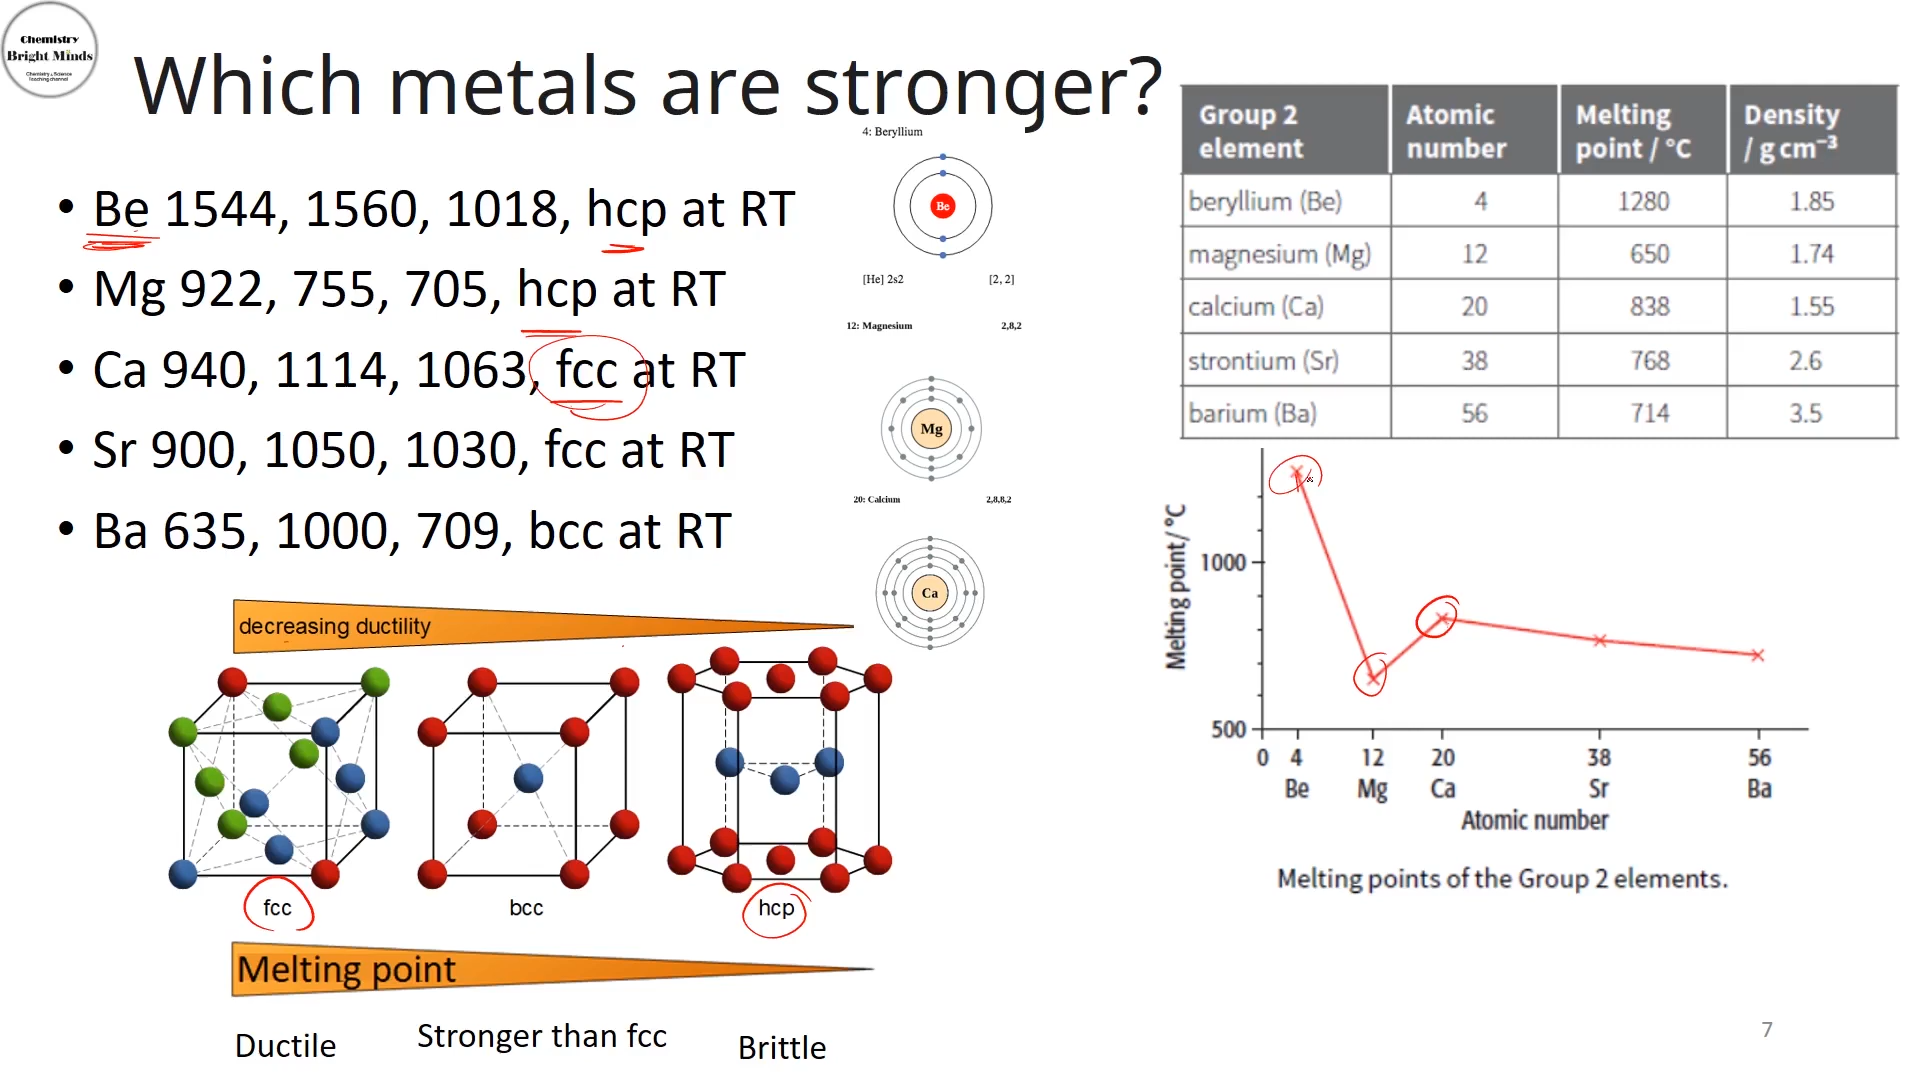 Chemistry
Bright Minds
Chemistry & Science
Teaching channel
Which metals are stronger?
• Be 1544, 1560, 1018, hcp at RT
• Mg 922, 755, 705, hcp at RT
• Ca 940, 1114, 1063, fcc at RT
• Sr 900, 1050, 1030, fcc at RT
• Ba 635, 1000, 709, bcc at RT
4: Beryllium
Be
[He] 2s2 [2, 2]
12: Magnesium 2,8,2
Mg
20: Calcium 2,8,8,2
Ca
Group 2 element Atomic number Melting point / °C Density / g cm⁻³
beryllium (Be) 4 1280 1.85
magnesium (Mg) 12 650 1.74
calcium (Ca) 20 838 1.55
strontium (Sr) 38 768 2.6
barium (Ba) 56 714 3.5
Melting point/°C
1000
500
0 4 12 20 38 56
Be Mg Ca Sr Ba
Atomic number
Melting points of the Group 2 elements.
decreasing ductility
fcc bcc hcp
Melting point
Ductile Stronger than fcc Brittle
7